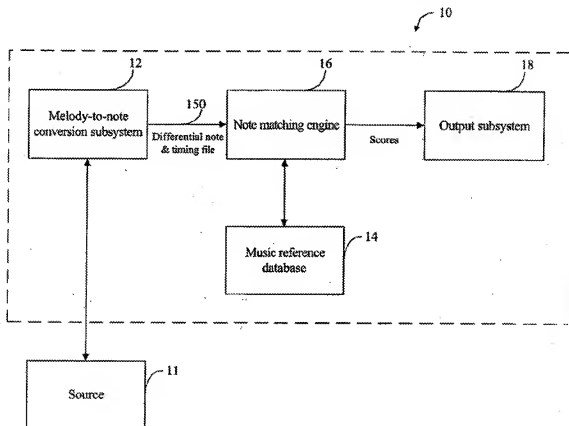 10
12
16
18
Melody-to-note
conversion subsystem
150
Differential note
& timing file
Note matching engine
Scores
Output subsystem
Music reference
database
14
Source
11